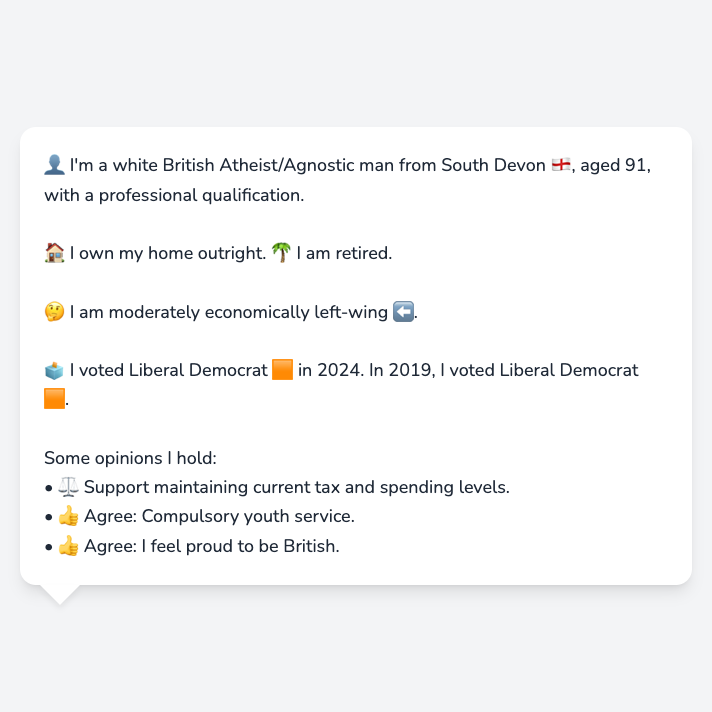 👤 I'm a white British Atheist/Agnostic man from South Devon 🏴󠁧󠁢󠁥󠁮󠁧󠁿, aged 91,
with a professional qualification.
🏠 I own my home outright. 🌴 I am retired.
🤔 I am moderately economically left-wing ⬅️.
🗳️ I voted Liberal Democrat 🟧 in 2024. In 2019, I voted Liberal Democrat
🟧.
Some opinions I hold:
• ⚖️ Support maintaining current tax and spending levels.
• 👍 Agree: Compulsory youth service.
• 👍 Agree: I feel proud to be British.